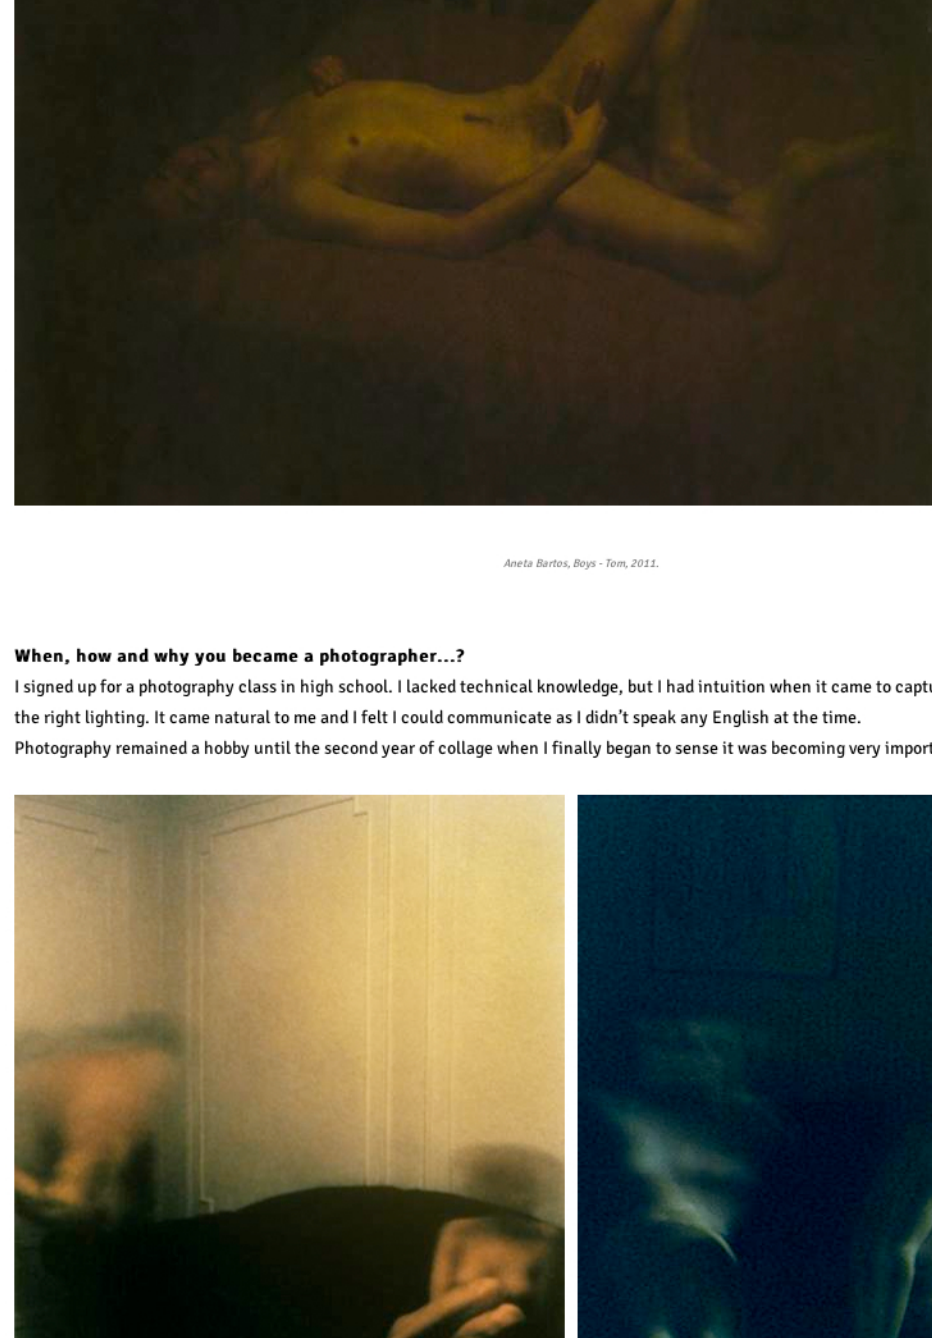 Aneta Bartos, Boys - Tom, 2011.
When, how and why you became a photographer...?
I signed up for a photography class in high school. I lacked technical knowledge, but I had intuition when it came to captu
the right lighting. It came natural to me and I felt I could communicate as I didn't speak any English at the time.
Photography remained a hobby until the second year of collage when I finally began to sense it was becoming very import